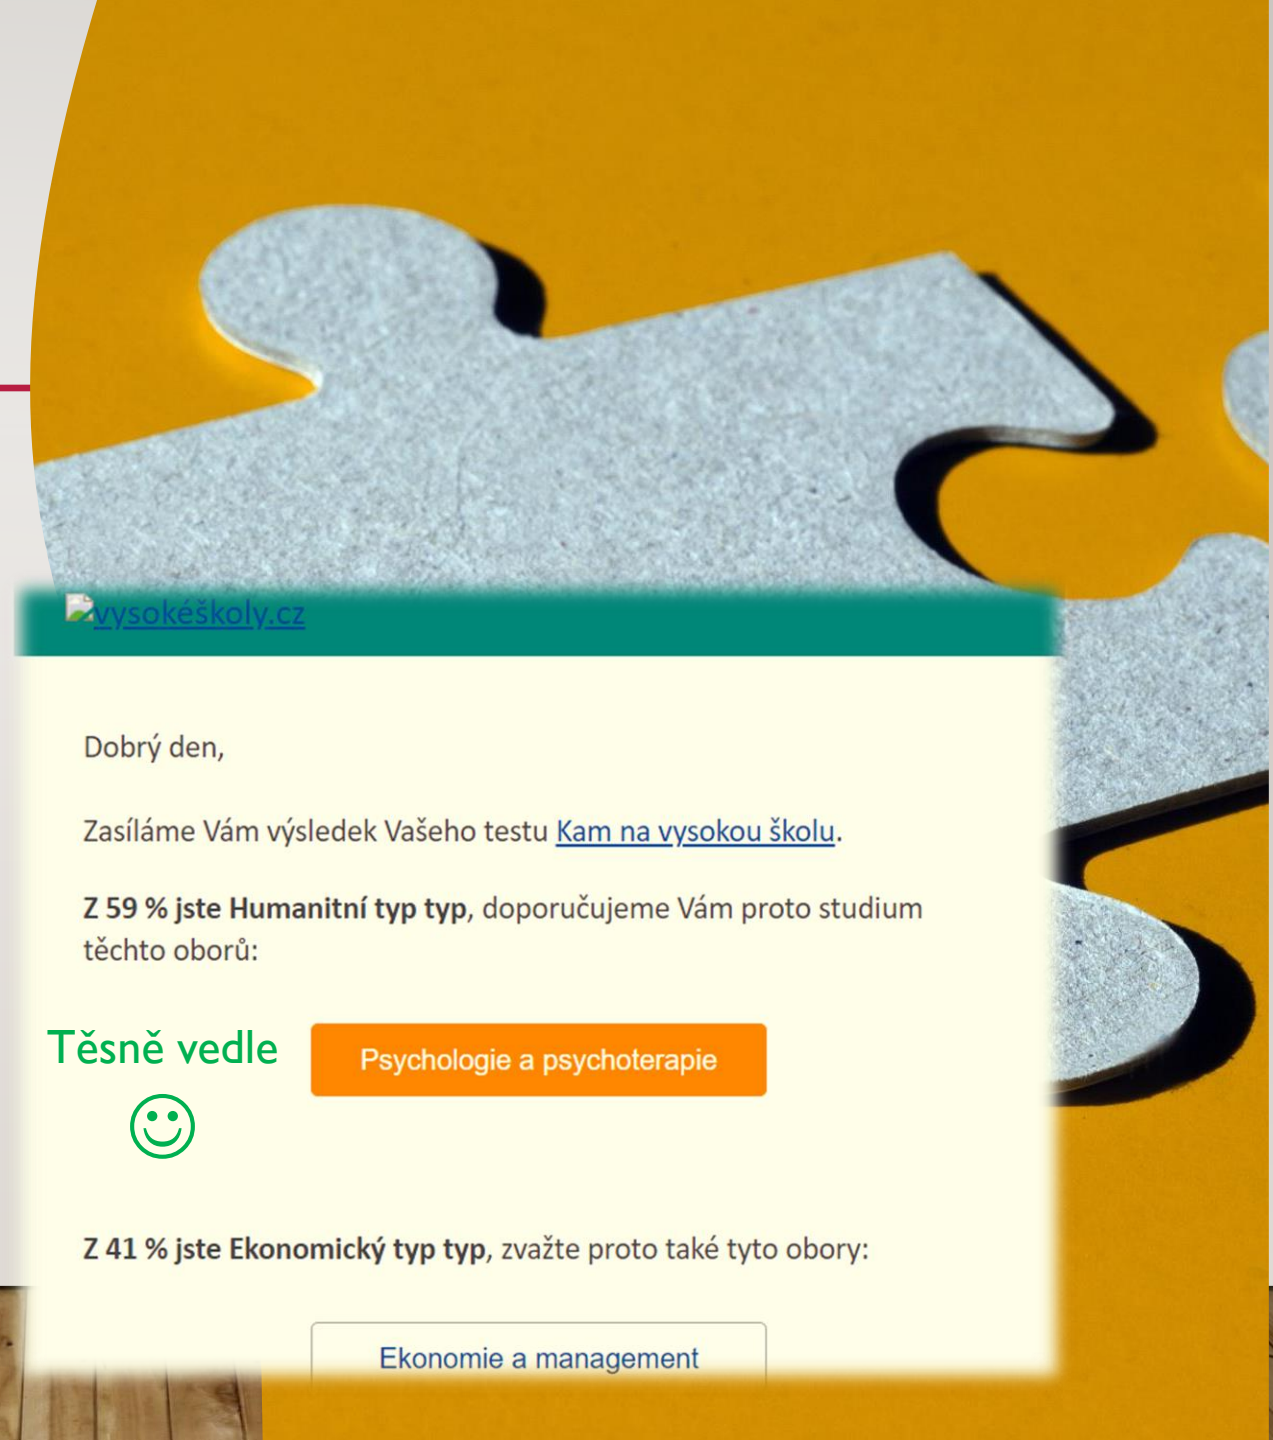 vysokéškoly.cz
Dobrý den,
Zasíláme Vám výsledek Vašeho testu Kam na vysokou školu.
Z 59 % jste Humanitní typ typ, doporučujeme Vám proto studium
těchto oborů:
Těsně vedle
Psychologie a psychoterapie
Z 41 % jste Ekonomický typ typ, zvažte proto také tyto obory:
Ekonomie a management